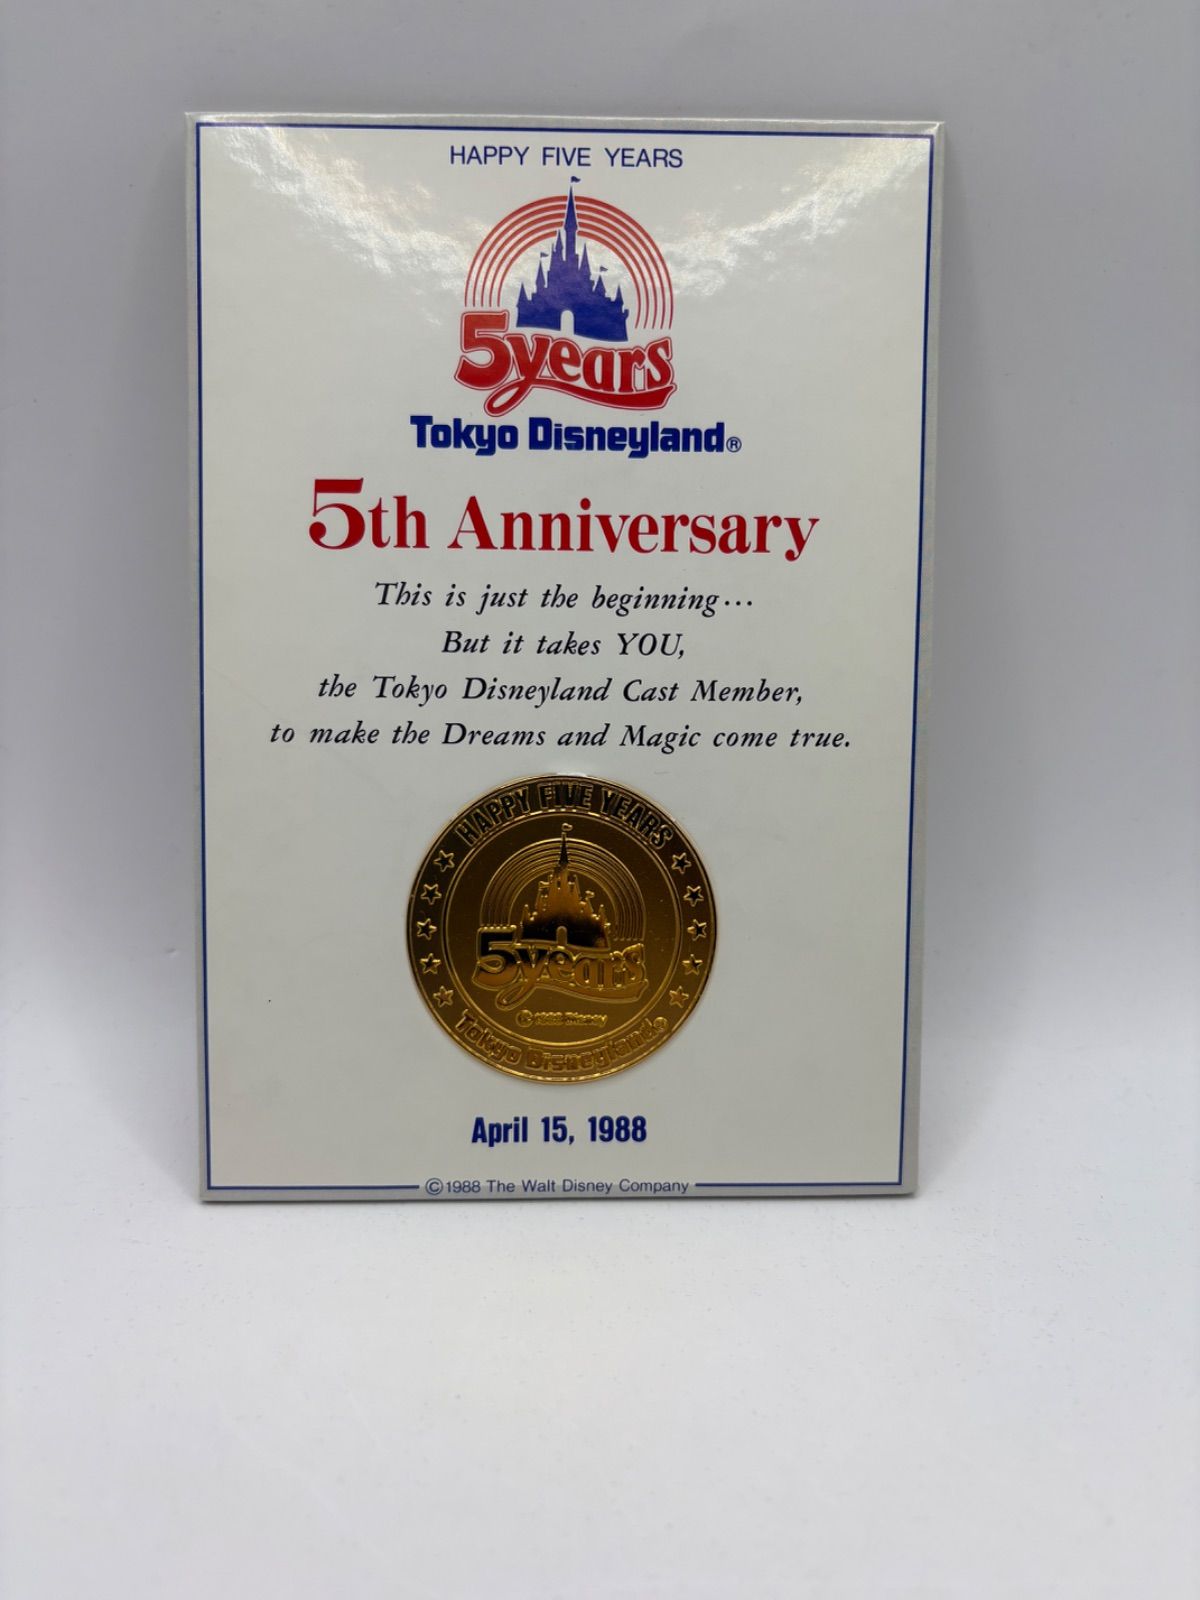 HAPPY FIVE YEARS
5years
Tokyo Disneyland®
5th Anniversary
This is just the beginning...
But it takes YOU,
the Tokyo Disneyland Cast Member,
to make the Dreams and Magic come true.
HAPPY FIVE YEARS
5years
© 1988 Disney
Tokyo Disneyland®
April 15, 1988
©1988 The Walt Disney Company